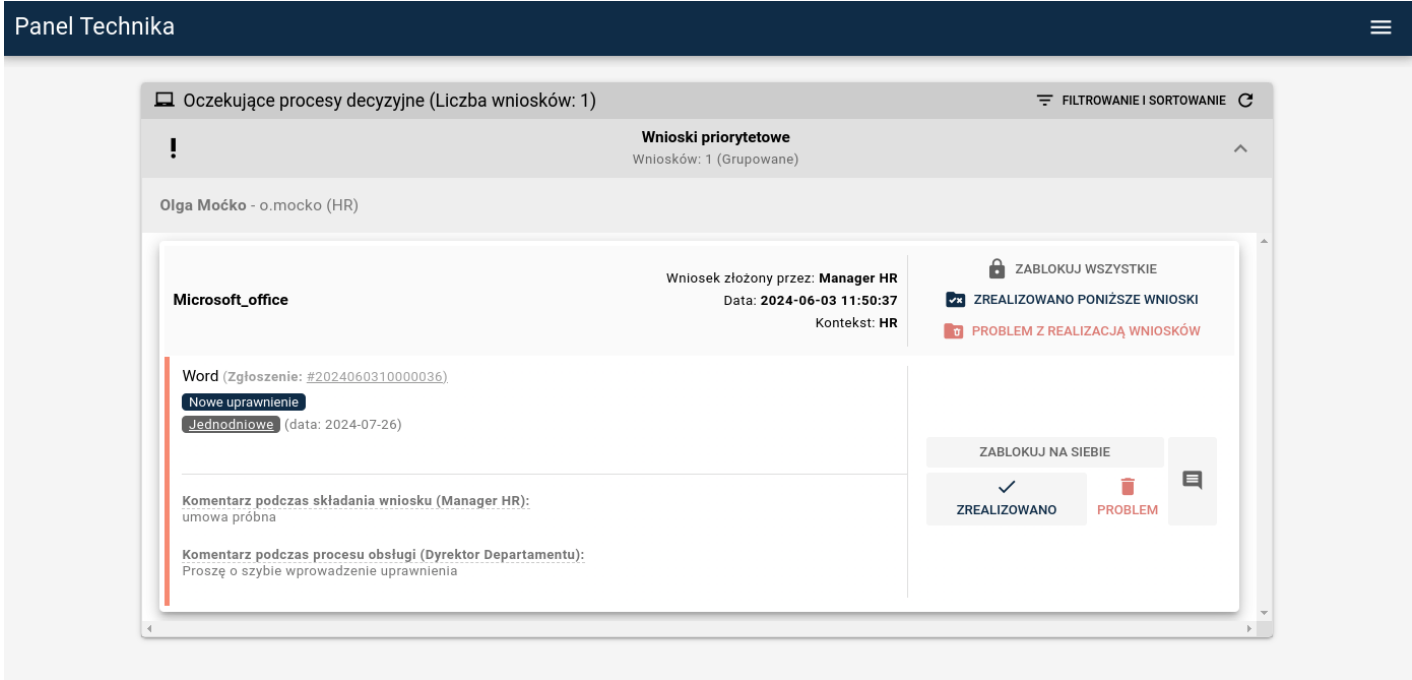 Panel Technika
Oczekujące procesy decyzyjne (Liczba wniosków: 1)
FILTROWANIE I SORTOWANIE
Wnioski priorytetowe
Wniosków: 1 (Grupowane)
Olga Moćko - o.mocko (HR)
Microsoft_office
Wniosek złożony przez: Manager HR
Data: 2024-06-03 11:50:37
Kontekst: HR
ZABLOKUJ WSZYSTKIE
ZREALIZOWANO PONIŻSZE WNIOSKI
PROBLEM Z REALIZACJĄ WNIOSKÓW
Word (Zgłoszenie: #2024060310000036)
Nowe uprawnienie
Jednodniowe (data: 2024-07-26)
Komentarz podczas składania wniosku (Manager HR):
umowa próbna
Komentarz podczas procesu obsługi (Dyrektor Departamentu):
Proszę o szybie wprowadzenie uprawnienia
ZABLOKUJ NA SIEBIE
ZREALIZOWANO
PROBLEM